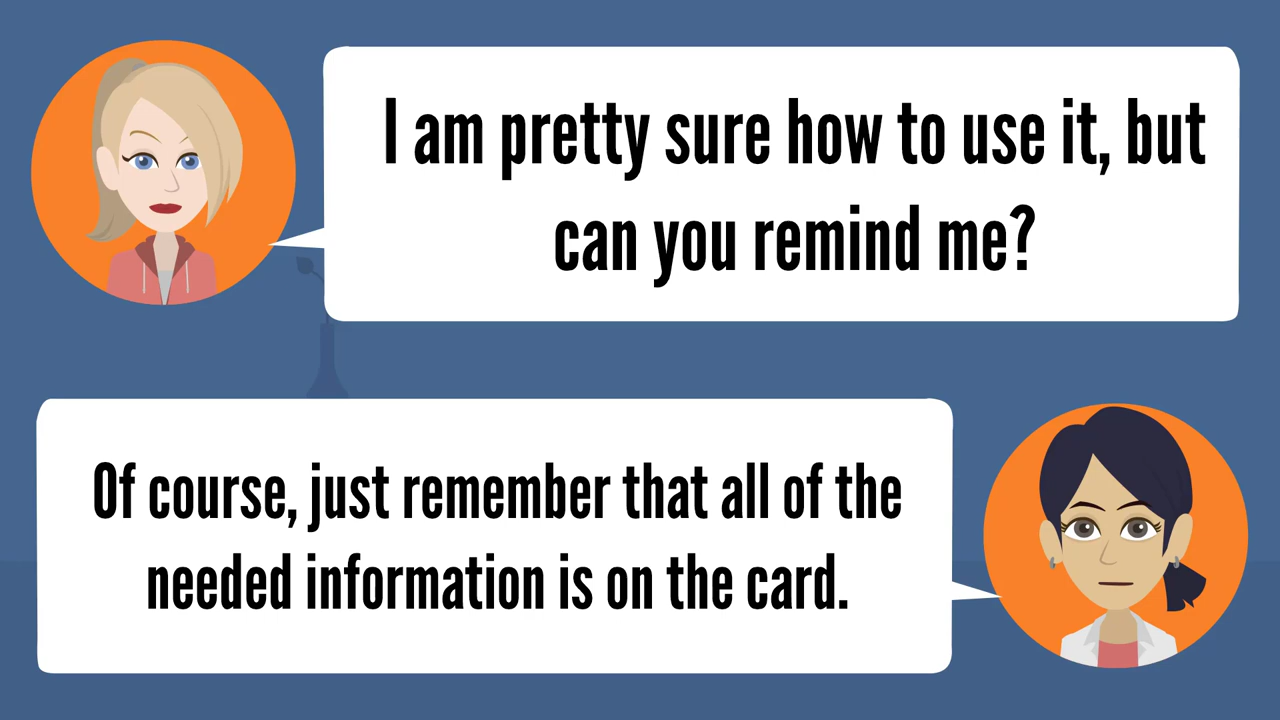 I am pretty sure how to use it, but
can you remind me?
Of course, just remember that all of the
needed information is on the card.